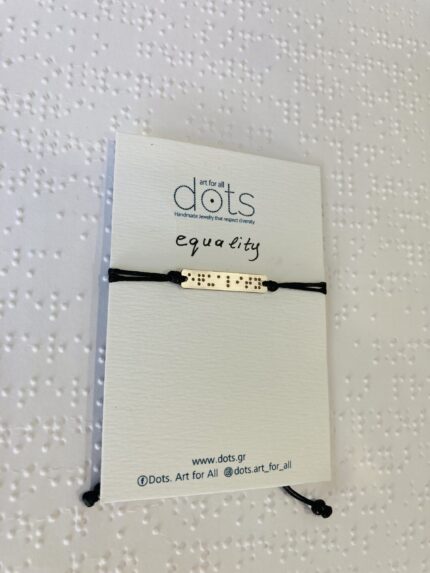 art for all
dots
Handmade Jewelry that respect diversity
equality
www.dots.gr
Dots. Art for All dots.art_for_all